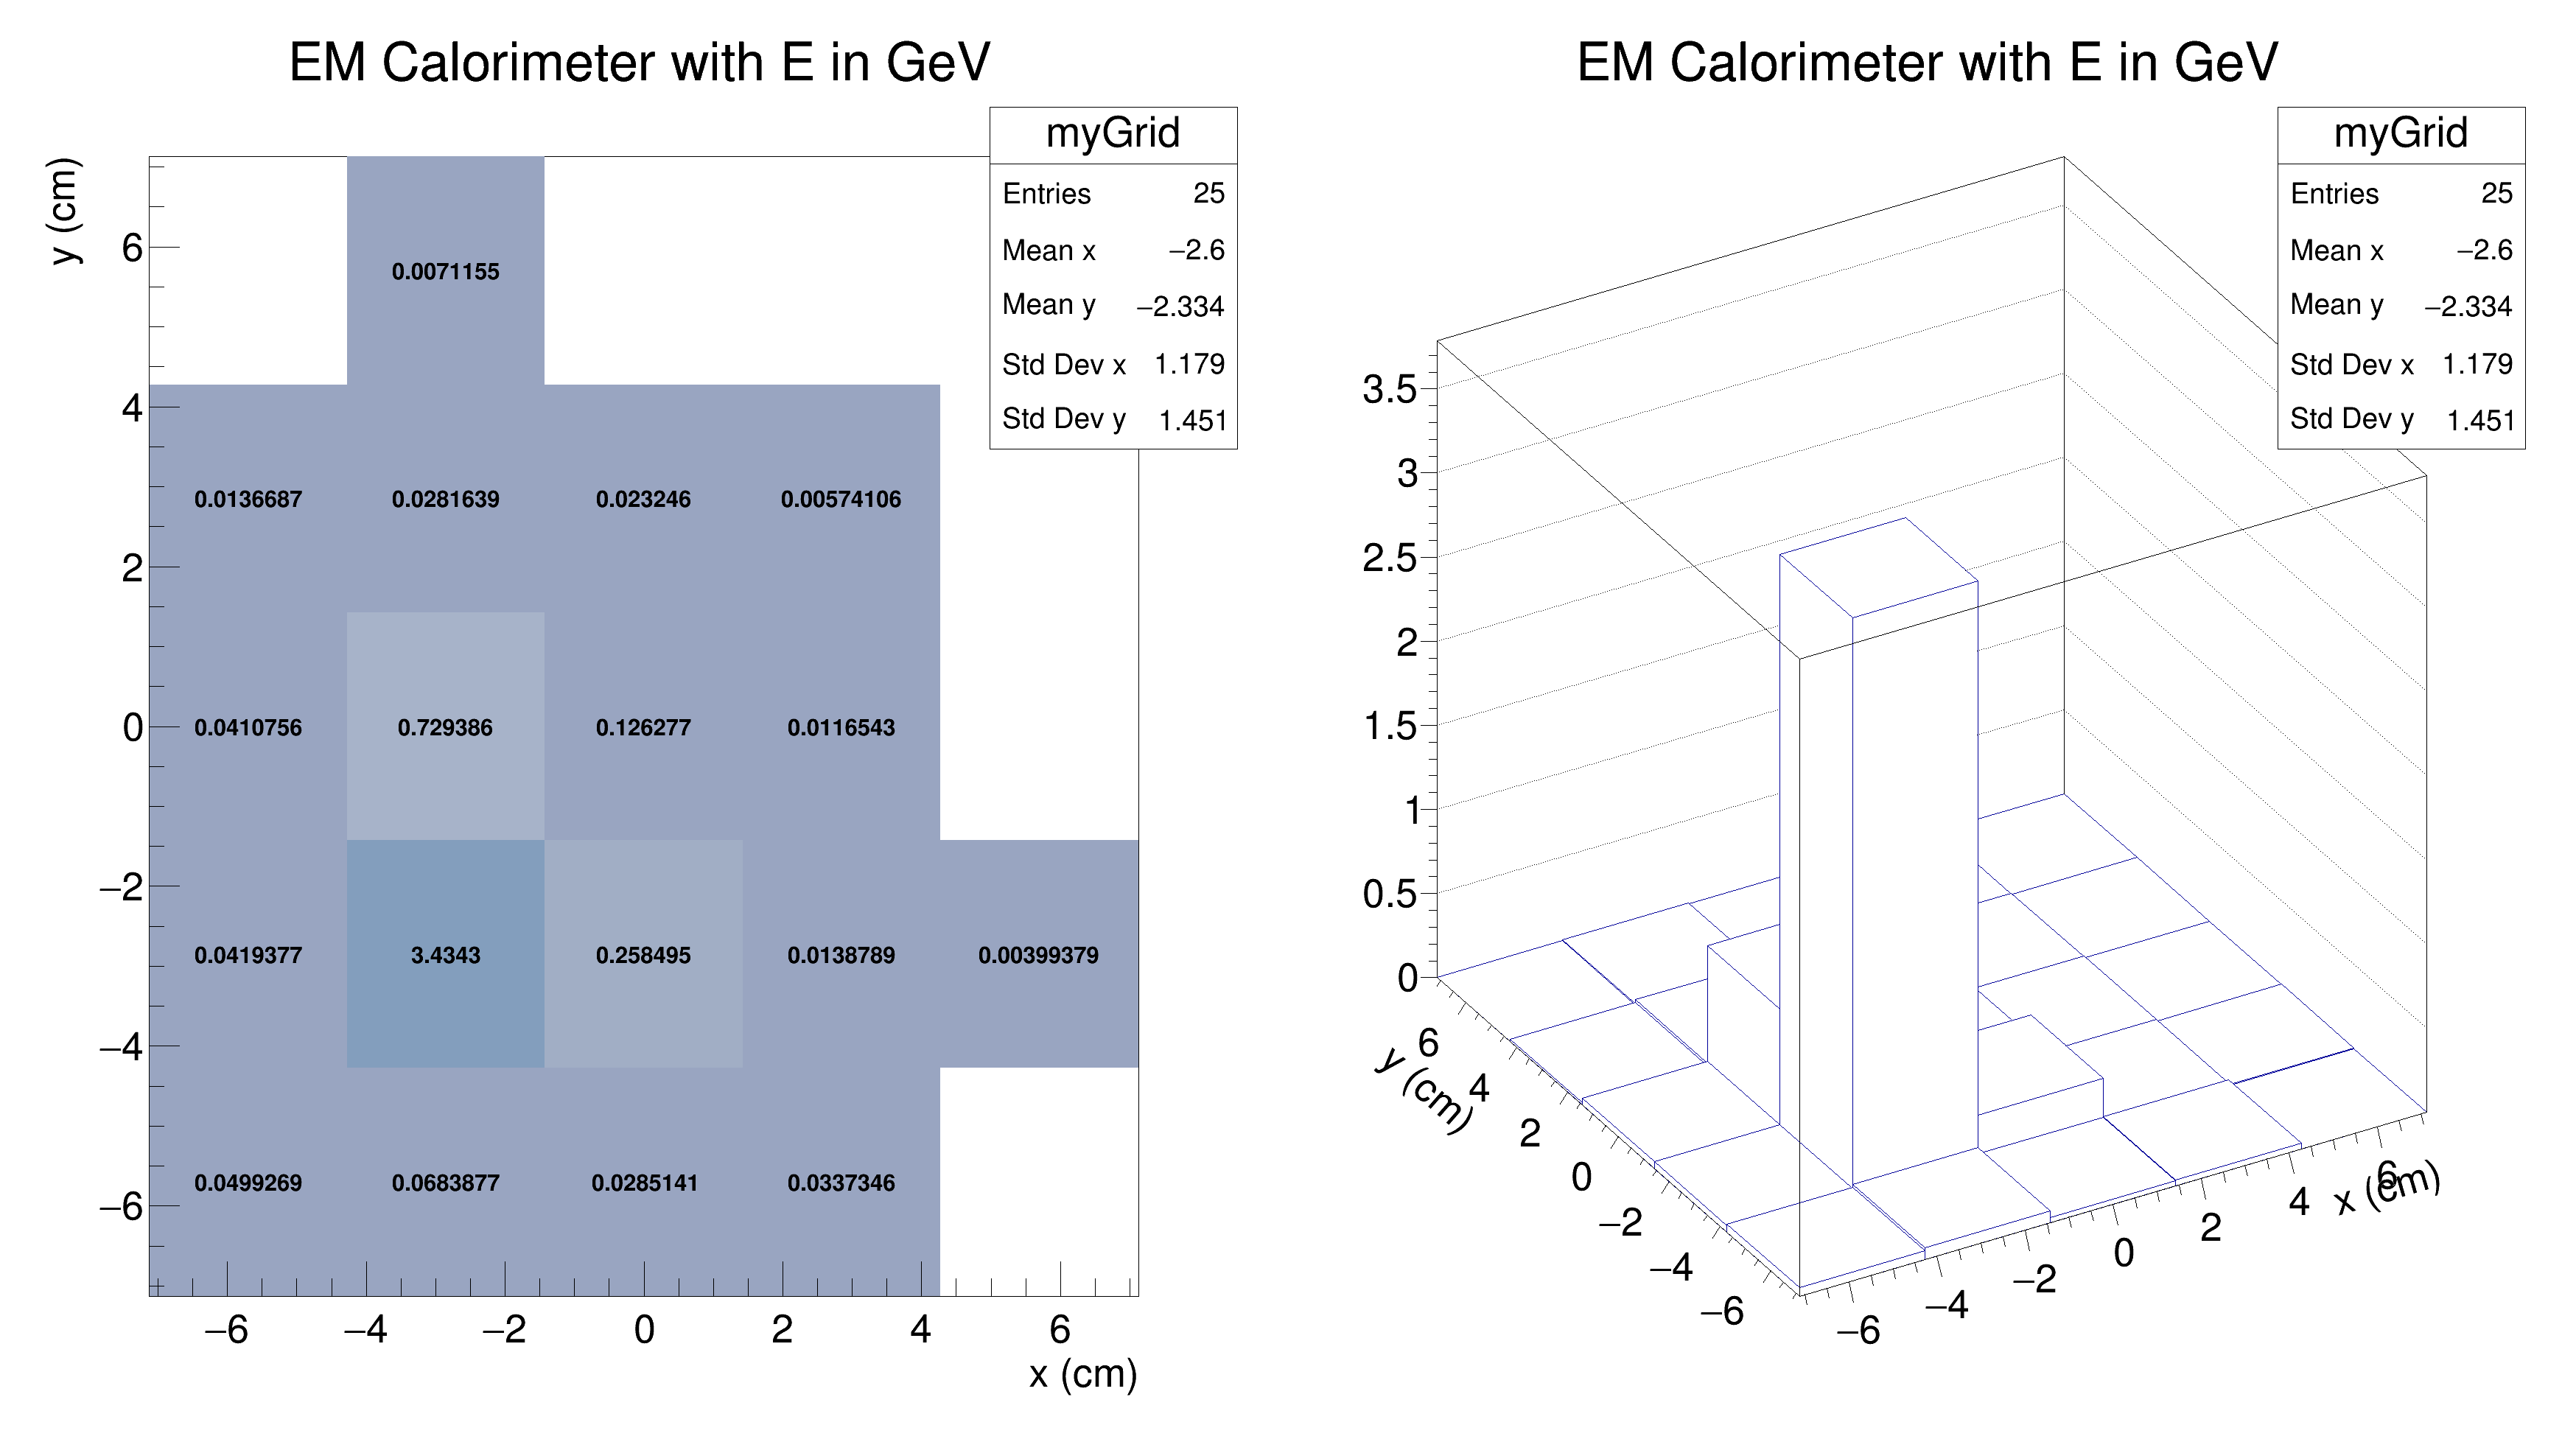 EM Calorimeter with E in GeV
myGrid
Entries 25
Mean x −2.6
Mean y −2.334
Std Dev x 1.179
Std Dev y 1.451
y (cm)
6
4
2
0
−2
−4
−6
0.0071155
0.0136687 0.0281639 0.023246 0.00574106
0.0410756 0.729386 0.126277 0.0116543
0.0419377 3.4343 0.258495 0.0138789 0.00399379
0.0499269 0.0683877 0.0285141 0.0337346
−6 −4 −2 0 2 4 6
x (cm)
EM Calorimeter with E in GeV
myGrid
Entries 25
Mean x −2.6
Mean y −2.334
Std Dev x 1.179
Std Dev y 1.451
3.5
3
2.5
2
1.5
1
0.5
0
y (cm)
6
4
2
0
−2
−4
−6
−6 −4 −2 0 2 4 6
x (cm)